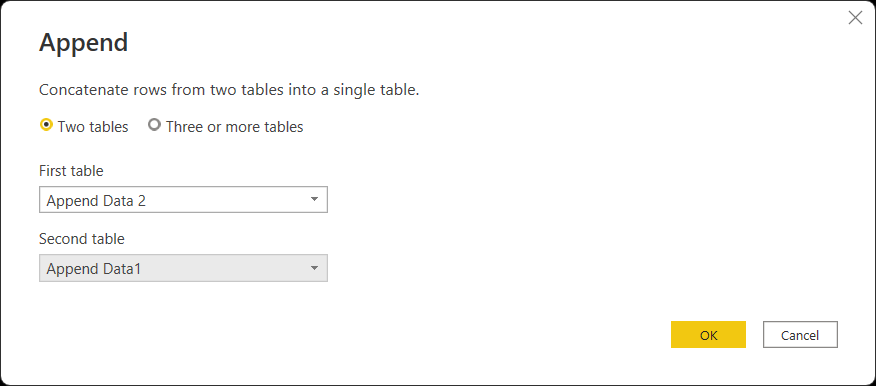 Append
Concatenate rows from two tables into a single table.
Two tables Three or more tables
First table
Append Data 2
Second table
Append Data1
OK Cancel